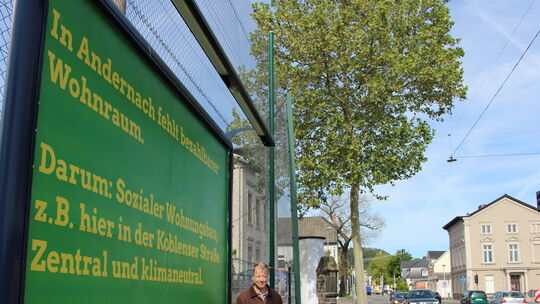 In Andernach fehlt bezahlbarer
Wohnraum.
Darum: Sozialer Wohnungsbau,
z.B. hier in der Koblenzer Straße.
Zentral und klimaneutral.